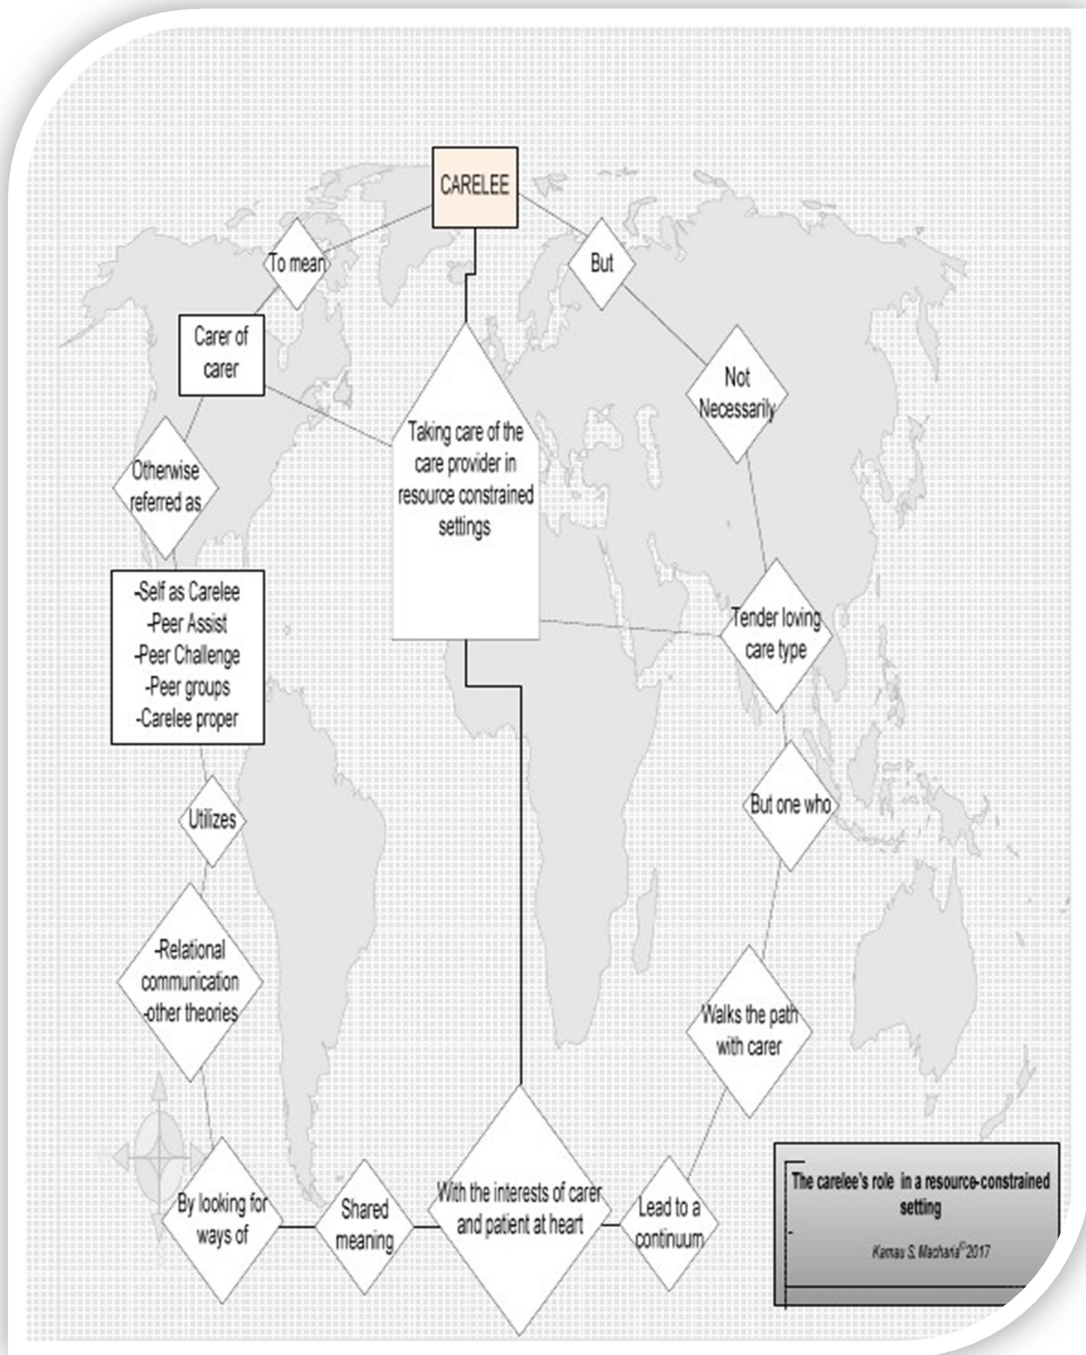 CARELEE
To mean
But
Carer of
carer
Not
Necessarily
Taking care of the
care provider in
resource constrained
settings
Otherwise
referred as
-Self as Carelee
-Peer Assist
-Peer Challenge
-Peer groups
-Carelee proper
Tender loving
care type
Utilizes
But one who
-Relational
communication
-other theories
Walks the path
with carer
By looking for
ways of
Shared
meaning
With the interests of carer
and patient at heart
Lead to a
continuum
The carelee's role in a resource-constrained
setting
Kamau S. Macharia© 2017